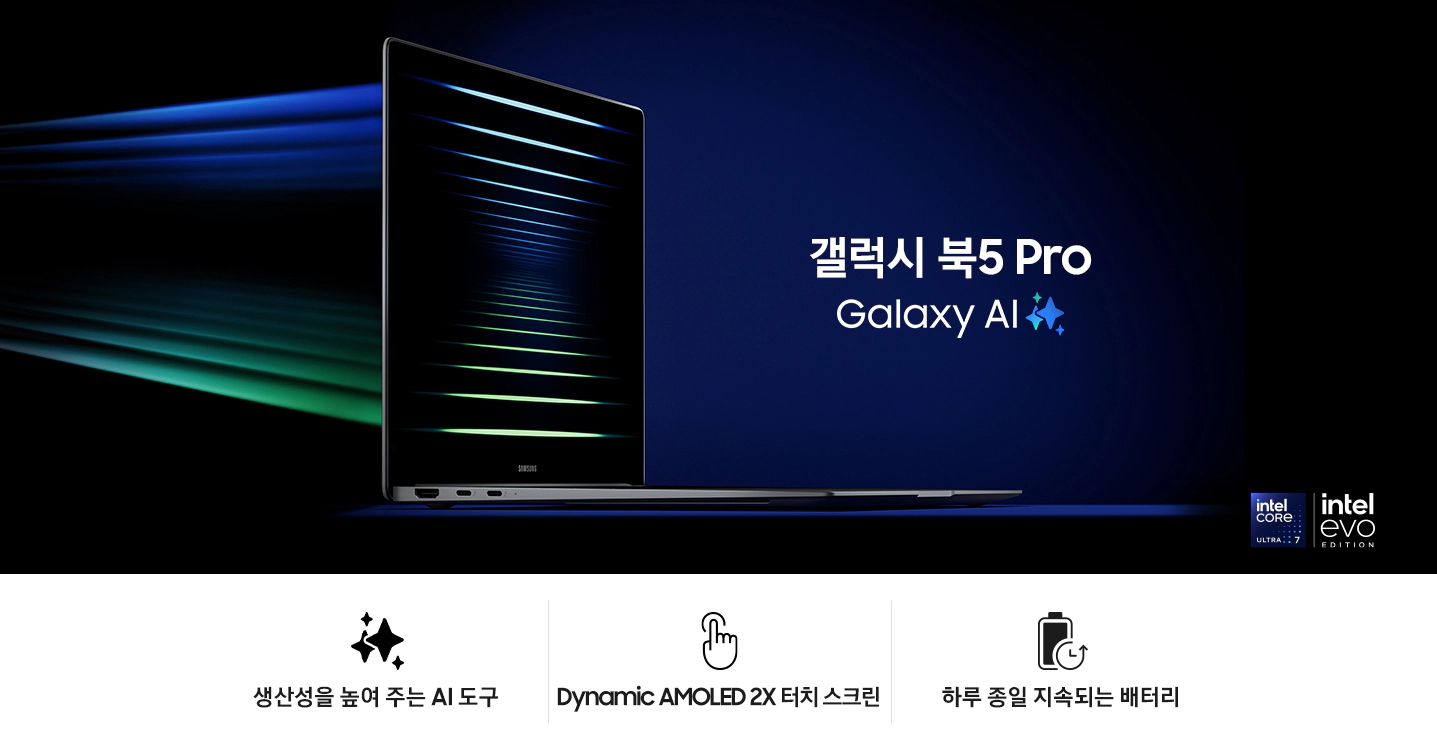 갤럭시 북5 Pro
Galaxy AI
SAMSUNG
intel
CORE
ULTRA 7
intel
evo
EDITION
생산성을 높여 주는 AI 도구
Dynamic AMOLED 2X 터치 스크린
하루 종일 지속되는 배터리